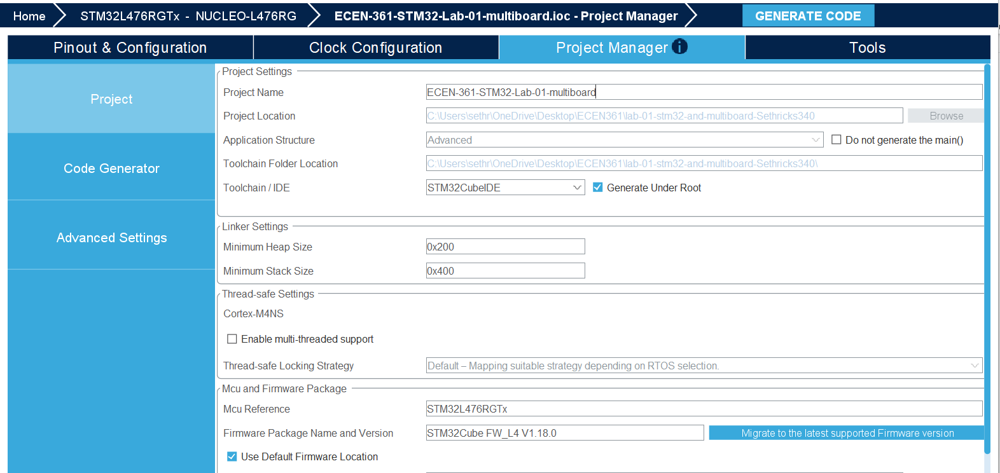 Home STM32L476RGTx - NUCLEO-L476RG ECEN-361-STM32-Lab-01-multiboard.ioc - Project Manager GENERATE CODE
Pinout & Configuration Clock Configuration Project Manager i Tools
Project
Code Generator
Advanced Settings
Project Settings
Project Name ECEN-361-STM32-Lab-01-multiboard
Project Location C:\Users\sethr\OneDrive\Desktop\ECEN361\lab-01-stm32-and-multiboard-Sethricks340 Browse
Application Structure Advanced Do not generate the main()
Toolchain Folder Location C:\Users\sethr\OneDrive\Desktop\ECEN361\lab-01-stm32-and-multiboard-Sethricks340\
Toolchain / IDE STM32CubeIDE Generate Under Root
Linker Settings
Minimum Heap Size 0x200
Minimum Stack Size 0x400
Thread-safe Settings
Cortex-M4NS
Enable multi-threaded support
Thread-safe Locking Strategy Default – Mapping suitable strategy depending on RTOS selection.
Mcu and Firmware Package
Mcu Reference STM32L476RGTx
Firmware Package Name and Version STM32Cube FW_L4 V1.18.0 Migrate to the latest supported Firmware version
Use Default Firmware Location